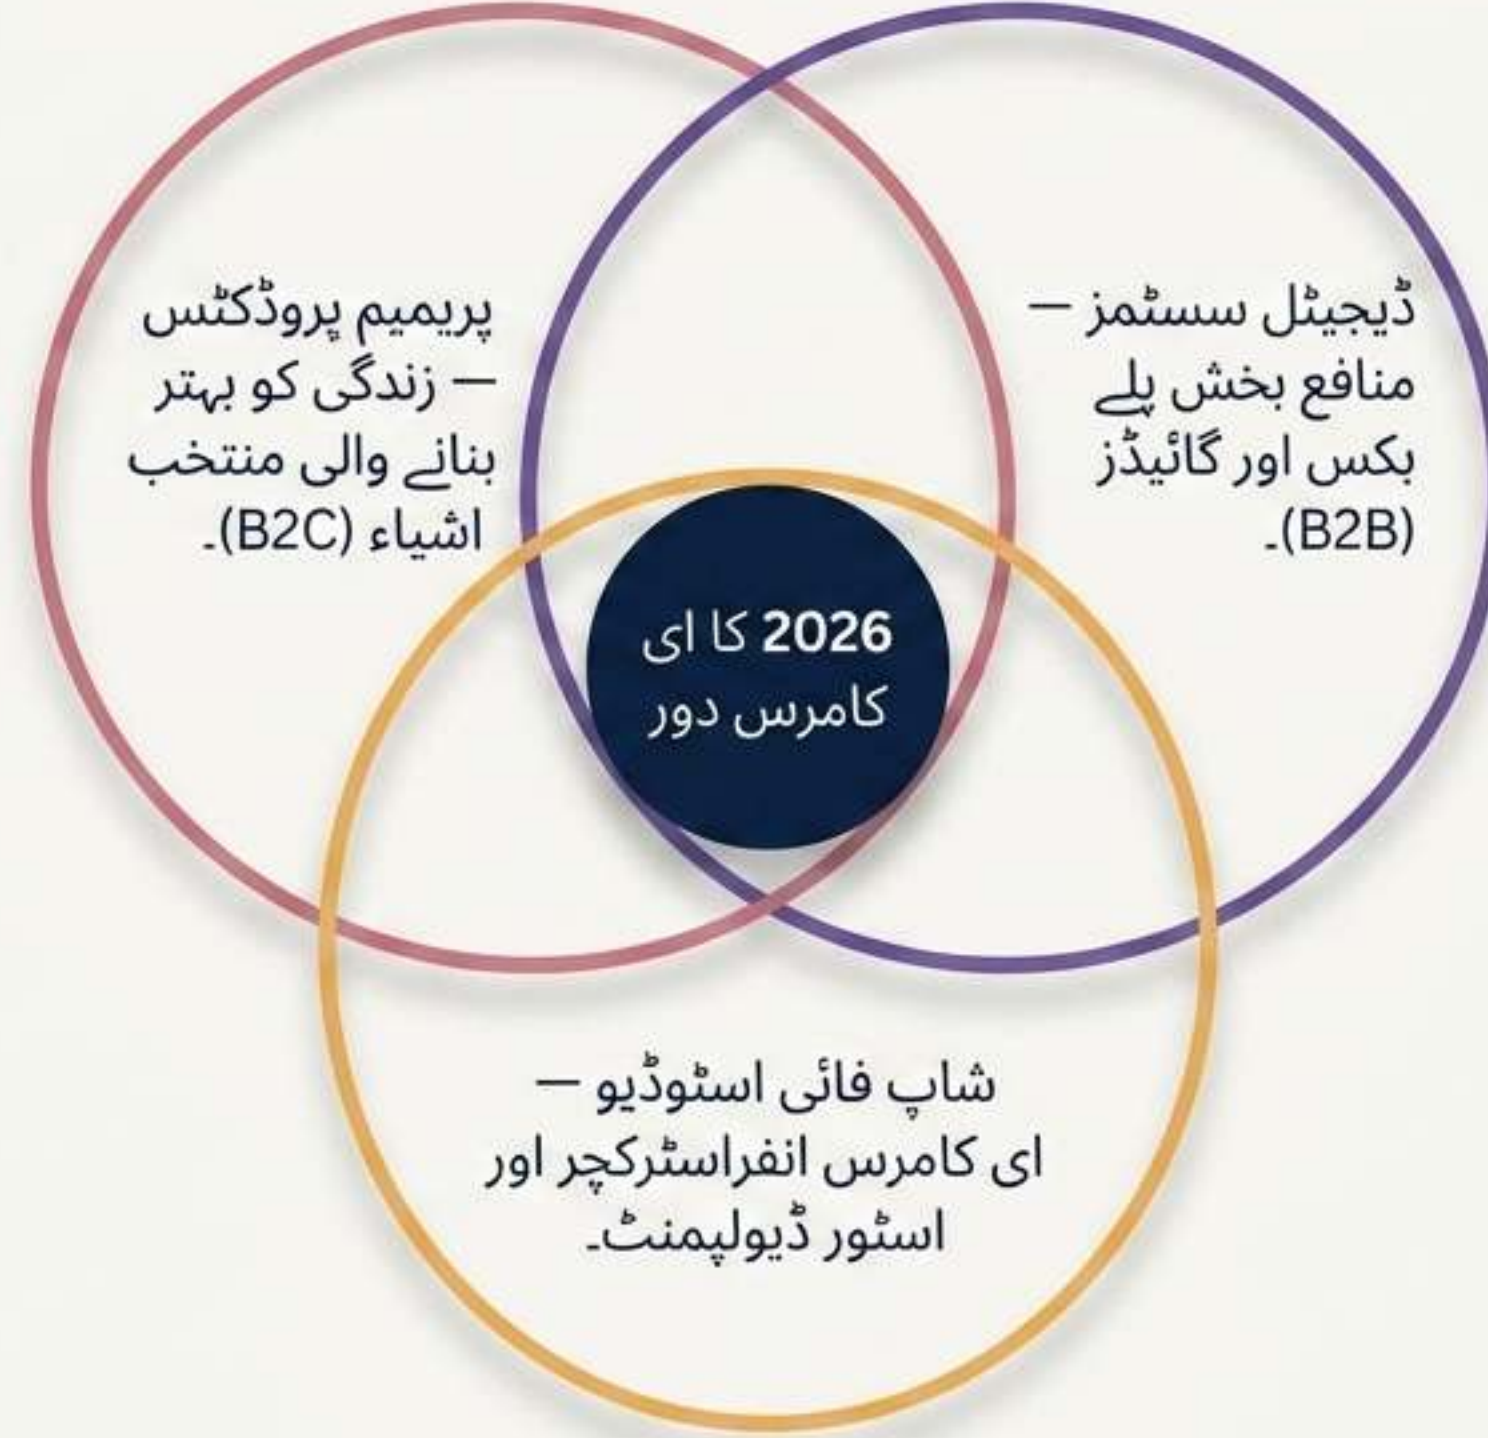 ڈیجیٹل سسٹمز —
منافع بخش پلے
بکس اور گائیڈز
(B2B)۔
پریمیم پروڈکٹس
— زندگی کو بہتر
بنانے والی منتخب
اشیاء (B2C)۔
2026 کا ای
کامرس دور
شاپ فائی اسٹوڈیو —
ای کامرس انفراسٹرکچر اور
اسٹور ڈیولپمنٹ۔